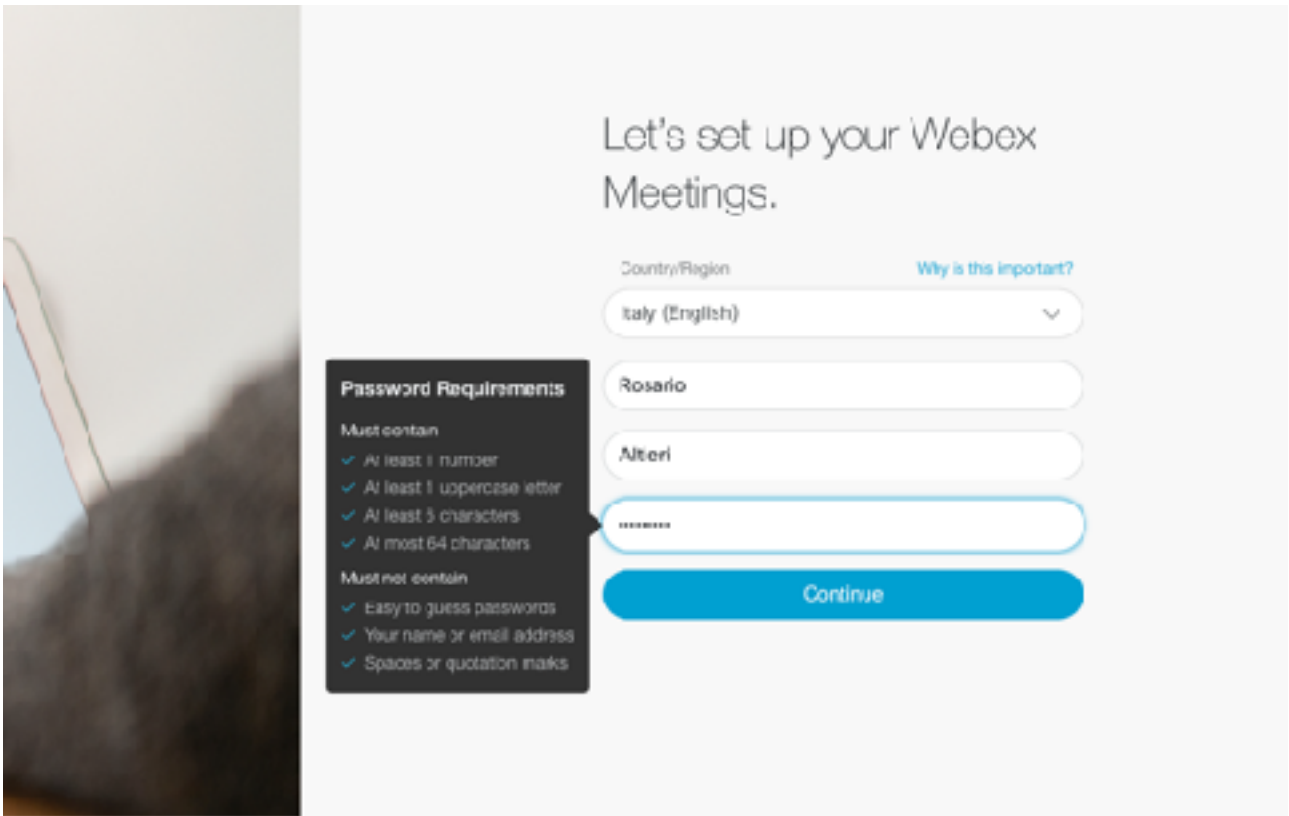 Let's set up your Webex
Meetings.
Country/Region
Why is this important?
Italy (English)
Rosario
Altieri
Password Requirements
Must contain
At least 1 number
At least 1 uppercase letter
At least characters
At most 64 characters
Must not contain
Easy to guess passwords
Your name or email address
Spaces or quotation marks
Continue